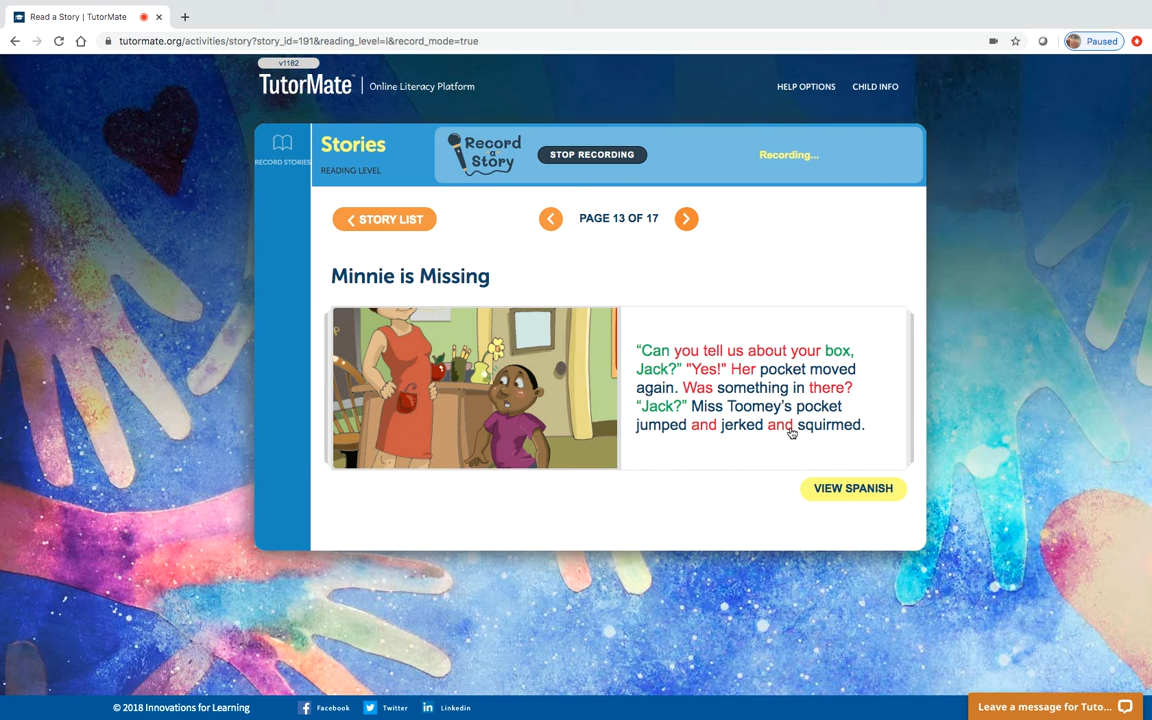 Read a Story | TutorMate
tutormate.org/activities/story?story_id=191&reading_level=I&record_mode=true
Paused
v1182
TutorMate™ | Online Literacy Platform
HELP OPTIONS
CHILD INFO
RECORD STORIES
Stories
READING LEVEL
Record
a
Story
STOP RECORDING
Recording...
STORY LIST
PAGE 13 OF 17
Minnie is Missing
“Can you tell us about your box,
Jack?” "Yes!" Her pocket moved
again. Was something in there?
“Jack?” Miss Toomey’s pocket
jumped and jerked and squirmed.
VIEW SPANISH
© 2018 Innovations for Learning
Facebook
Twitter
Linkedin
Leave a message for Tuto...